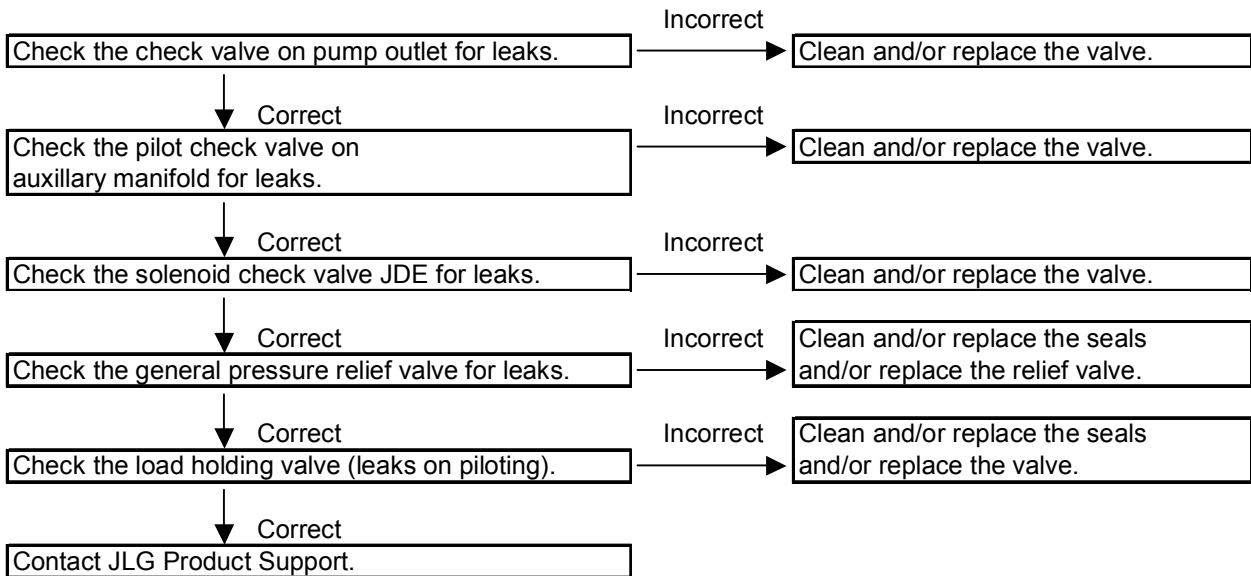 Incorrect
Check the check valve on pump outlet for leaks.
Clean and/or replace the valve.
Correct
Incorrect
Check the pilot check valve on
auxillary manifold for leaks.
Clean and/or replace the valve.
Correct
Incorrect
Check the solenoid check valve JDE for leaks.
Clean and/or replace the valve.
Correct
Incorrect
Check the general pressure relief valve for leaks.
Clean and/or replace the seals
and/or replace the relief valve.
Correct
Incorrect
Check the load holding valve (leaks on piloting).
Clean and/or replace the seals
and/or replace the valve.
Correct
Contact JLG Product Support.